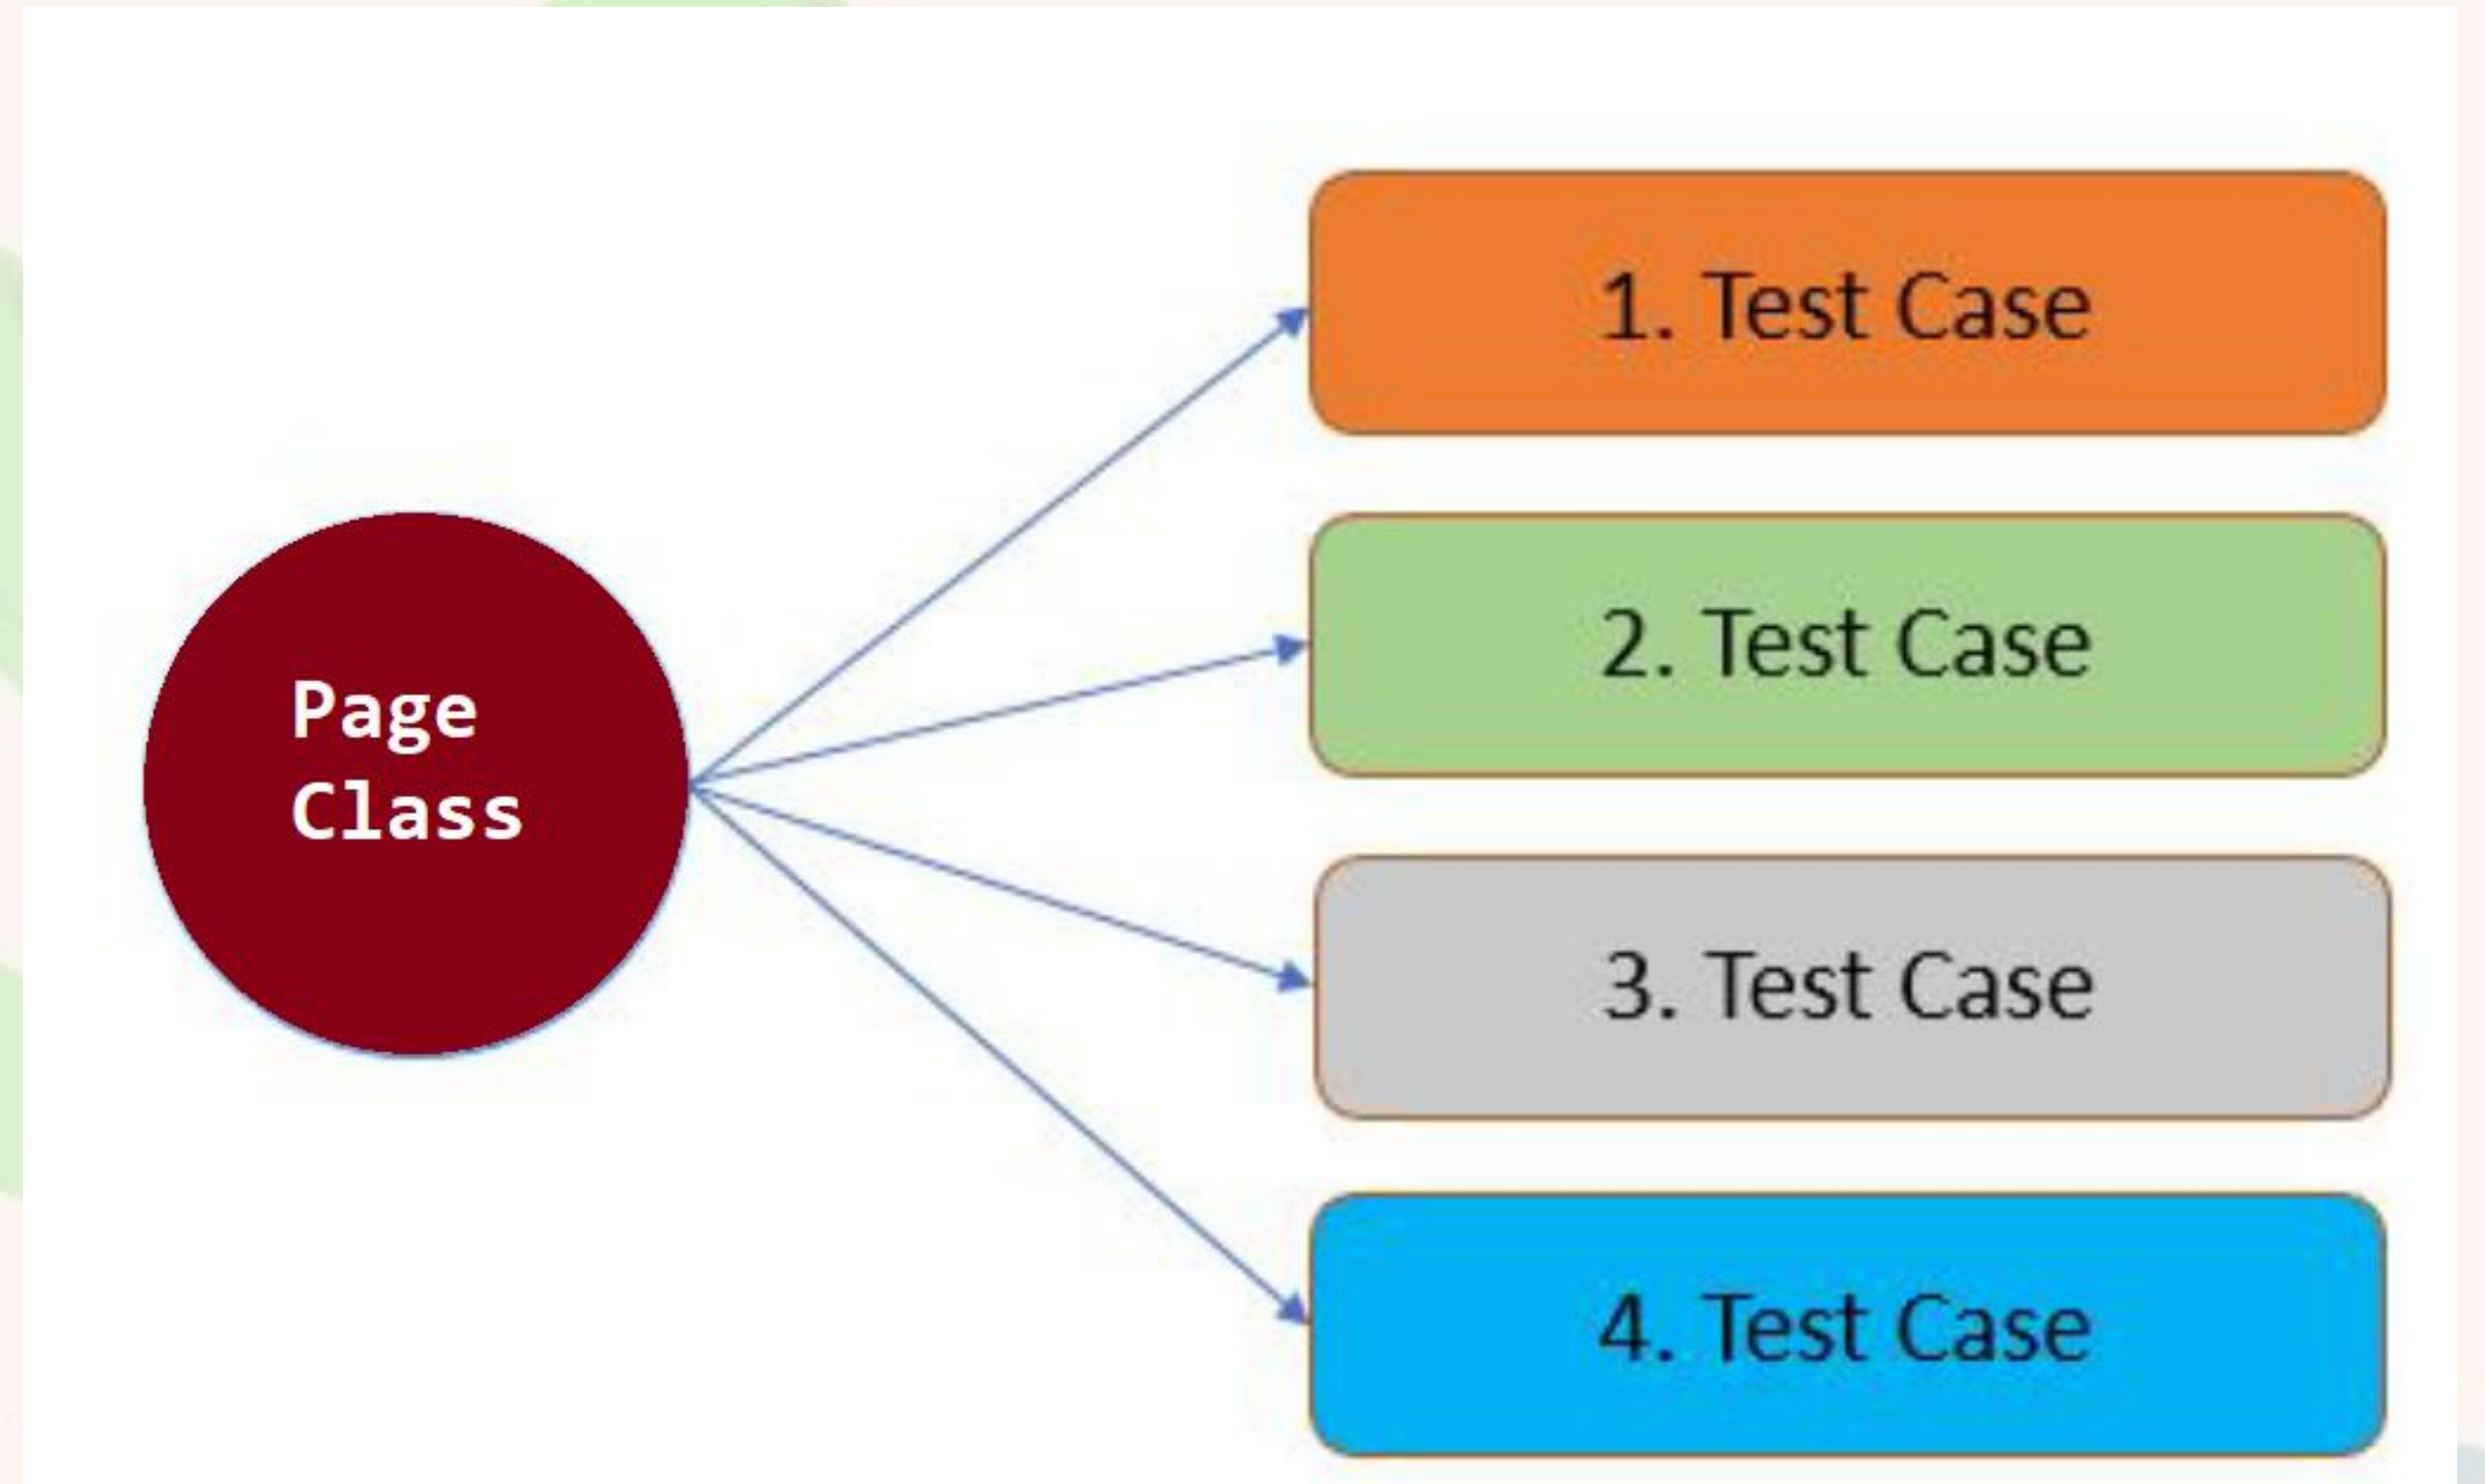 Page
Class
1. Test Case
2. Test Case
3. Test Case
4. Test Case